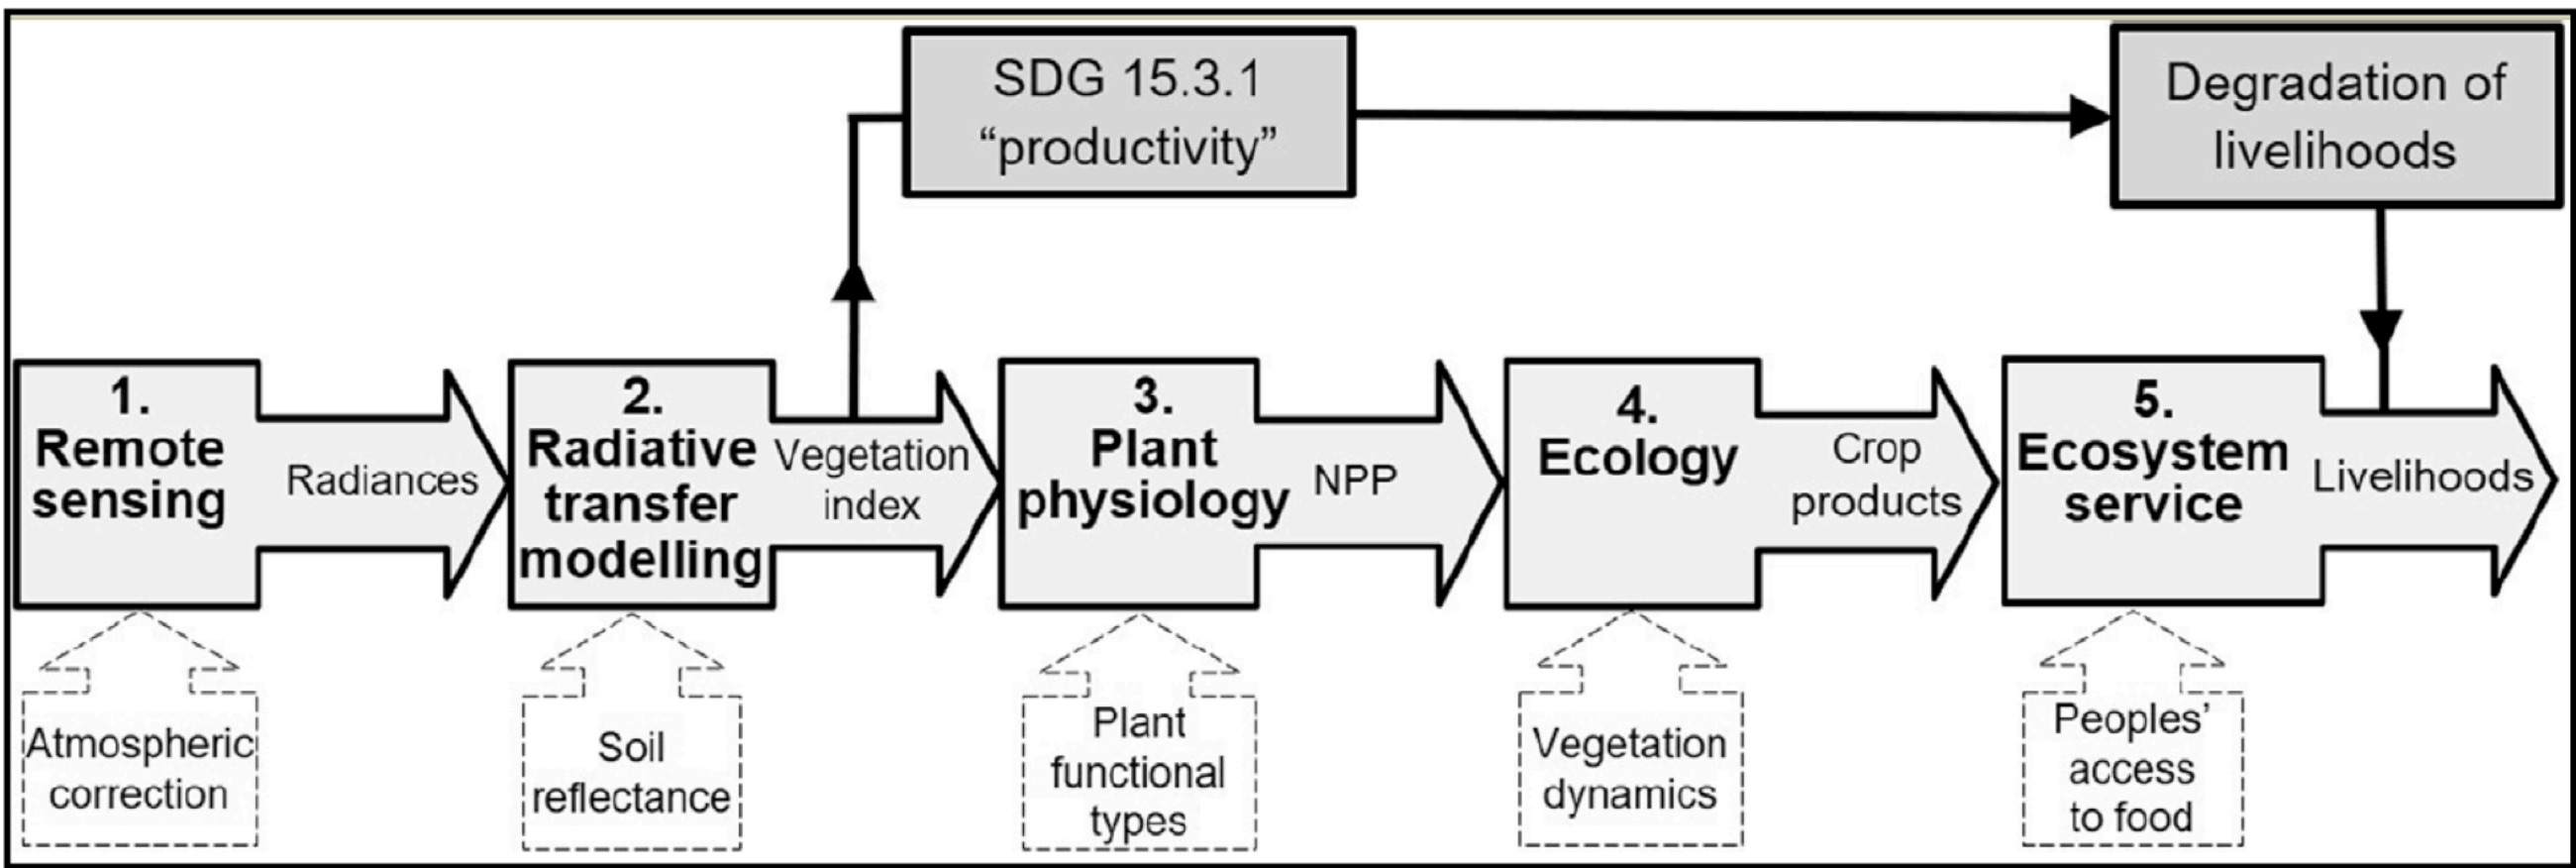 SDG 15.3.1
“productivity”
Degradation of
livelihoods
1.
Remote
sensing
Radiances
2.
Radiative
transfer
modelling
Vegetation
index
3.
Plant
physiology
NPP
4.
Ecology
Crop
products
5.
Ecosystem
service
Livelihoods
Atmospheric
correction
Soil
reflectance
Plant
functional
types
Vegetation
dynamics
Peoples’
access
to food